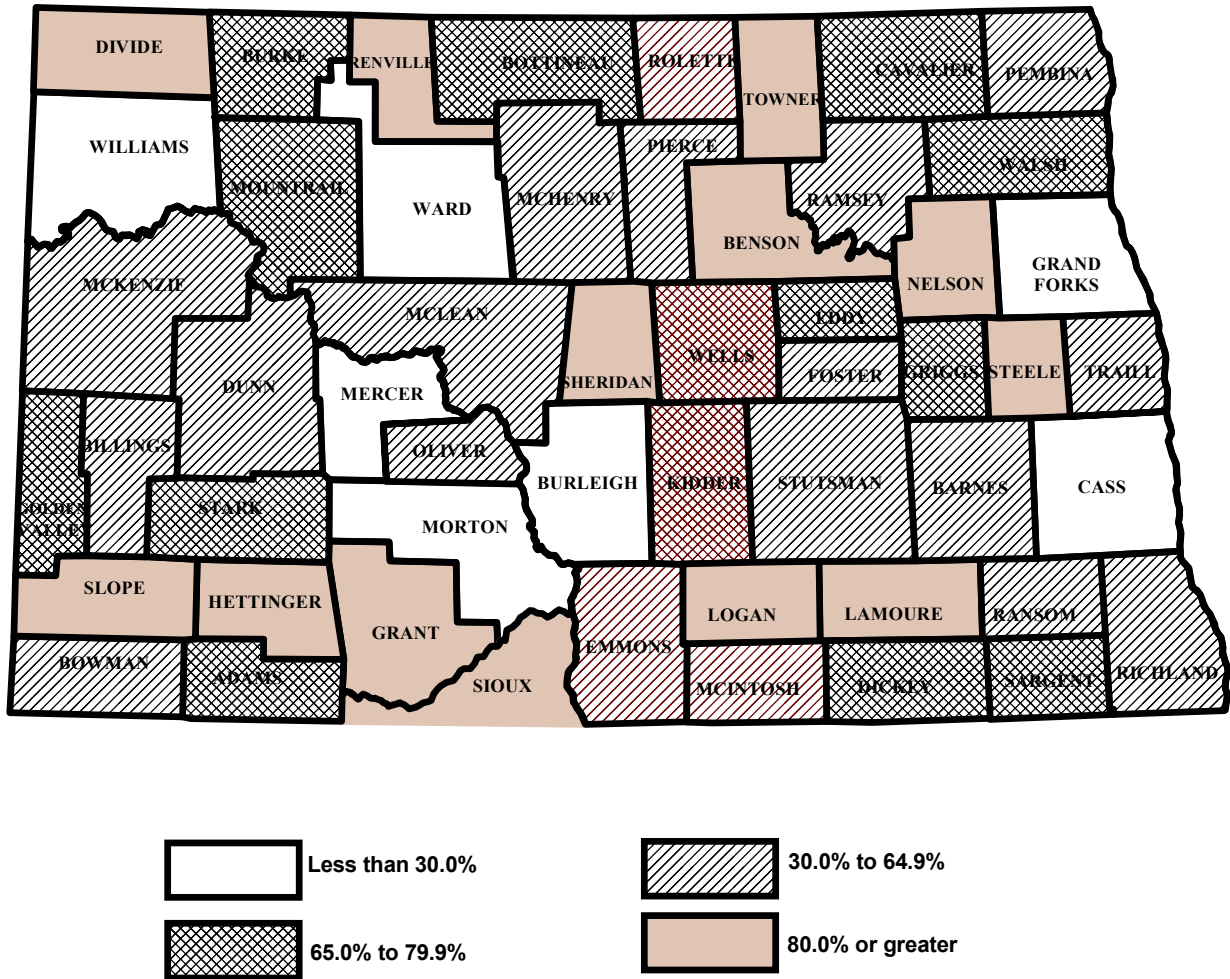 DIVIDE
BURKE
RENVILLE
BOTTINEAU
ROLETTE
TOWNER
CAVALIER
PEMBINA
WILLIAMS
MOUNTRAIL
WARD
MCHENRY
PIERCE
RAMSEY
WALSH
BENSON
NELSON
GRAND
FORKS
MCKENZIE
MCLEAN
WELLS
EDDY
DUNN
MERCER
SHERIDAN
FOSTER
GRIGGS
STEELE
TRAILL
BILLINGS
OLIVER
BURLEIGH
KIDDER
STUTSMAN
BARNES
CASS
GOLDEN
VALLEY
STARK
MORTON
SLOPE
HETTINGER
GRANT
LOGAN
LAMOURE
RANSOM
BOWMAN
ADAMS
SIOUX
EMMONS
MCINTOSH
DICKEY
SARGENT
RICHLAND
Less than 30.0%
30.0% to 64.9%
65.0% to 79.9%
80.0% or greater